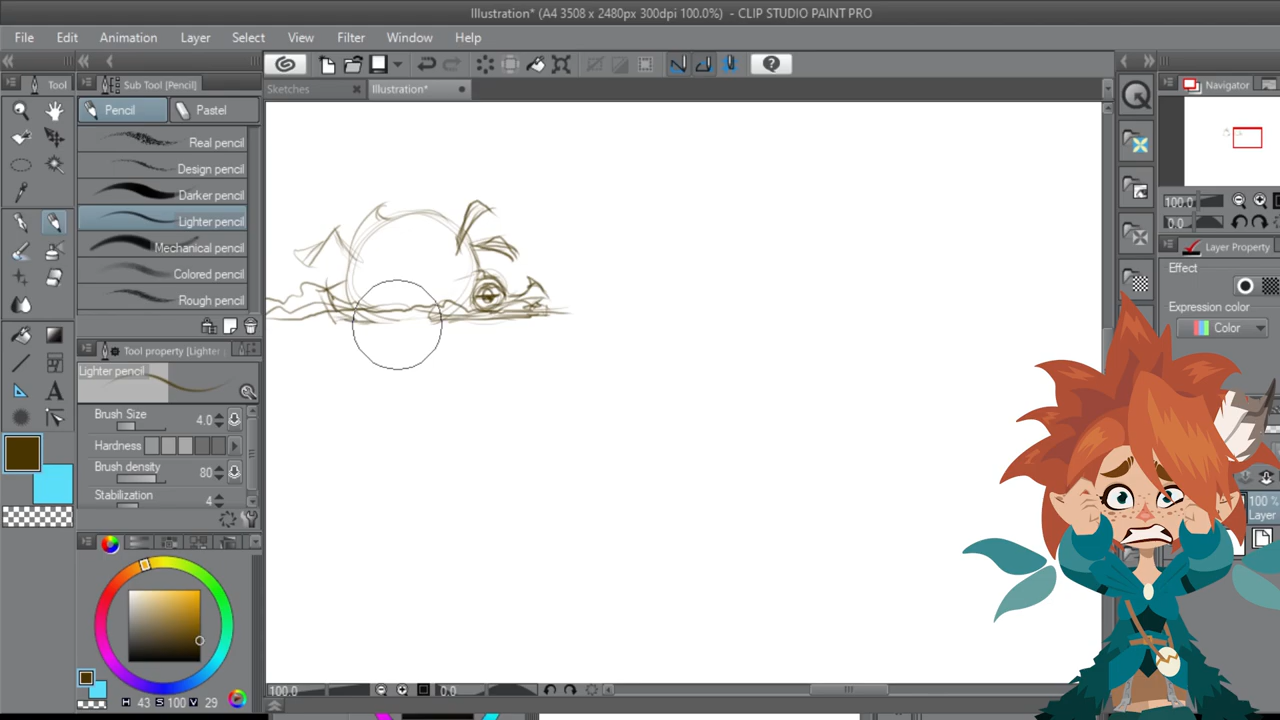 Illustration* (A4 3508 x 2480px 300dpi 100.0%) - CLIP STUDIO PAINT PRO
File Edit Animation Layer Select View Filter Window Help
Tool
Sub Tool [Pencil]
Sketches
Illustration*
Navigator
Pencil
Pastel
Real pencil
Design pencil
Darker pencil
Lighter pencil
Mechanical pencil
Colored pencil
Rough pencil
100.0
0.0
Layer Property
Effect
Expression color
Color
Tool property [Lighter
Lighter pencil
Brush Size 4.0
Hardness
Brush density 80
Stabilization 4
100 %
Layer
H 43 S 100 V 29
100.0
0.0